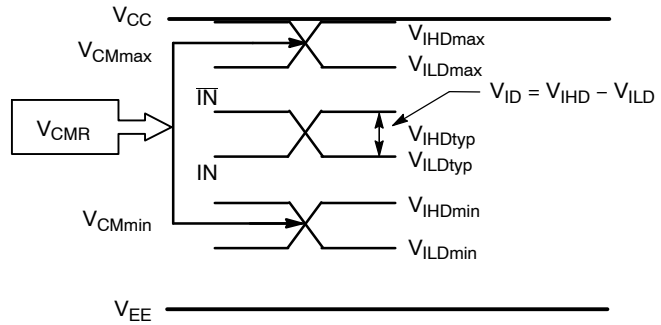 VCC
VIHDmax
VCMmax
VILDmax
IN
VID = VIHD − VILD
VCMR
VIHDtyp
IN
VILDtyp
VIHDmin
VCMmin
VILDmin
VEE